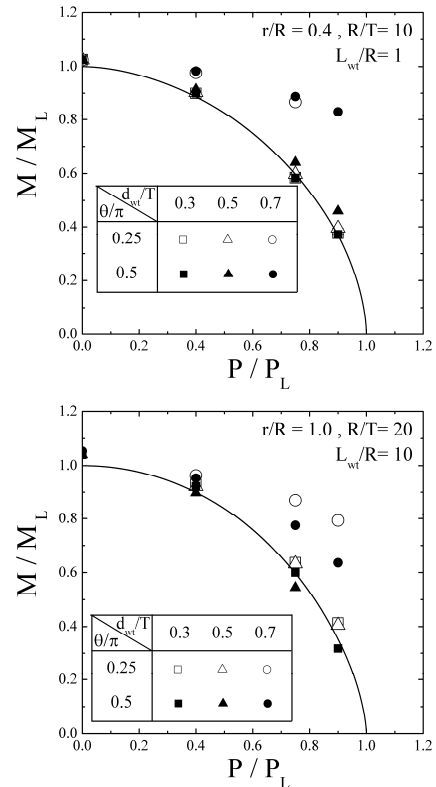 1.2
r/R = 0.4 , R/T= 10
L_wt/R= 1
1.0
0.8
M / M_L
0.6
d_wt/T
θ/π
0.3 0.5 0.7
0.4
0.25
0.2
0.5
0.0
0.0 0.2 0.4 0.6 0.8 1.0 1.2
P / P_L
1.2
r/R = 1.0 , R/T= 20
L_wt/R= 10
1.0
0.8
M / M_L
0.6
0.4
d_wt/T
θ/π
0.3 0.5 0.7
0.25
0.2
0.5
0.0
0.0 0.2 0.4 0.6 0.8 1.0 1.2
P / P_L